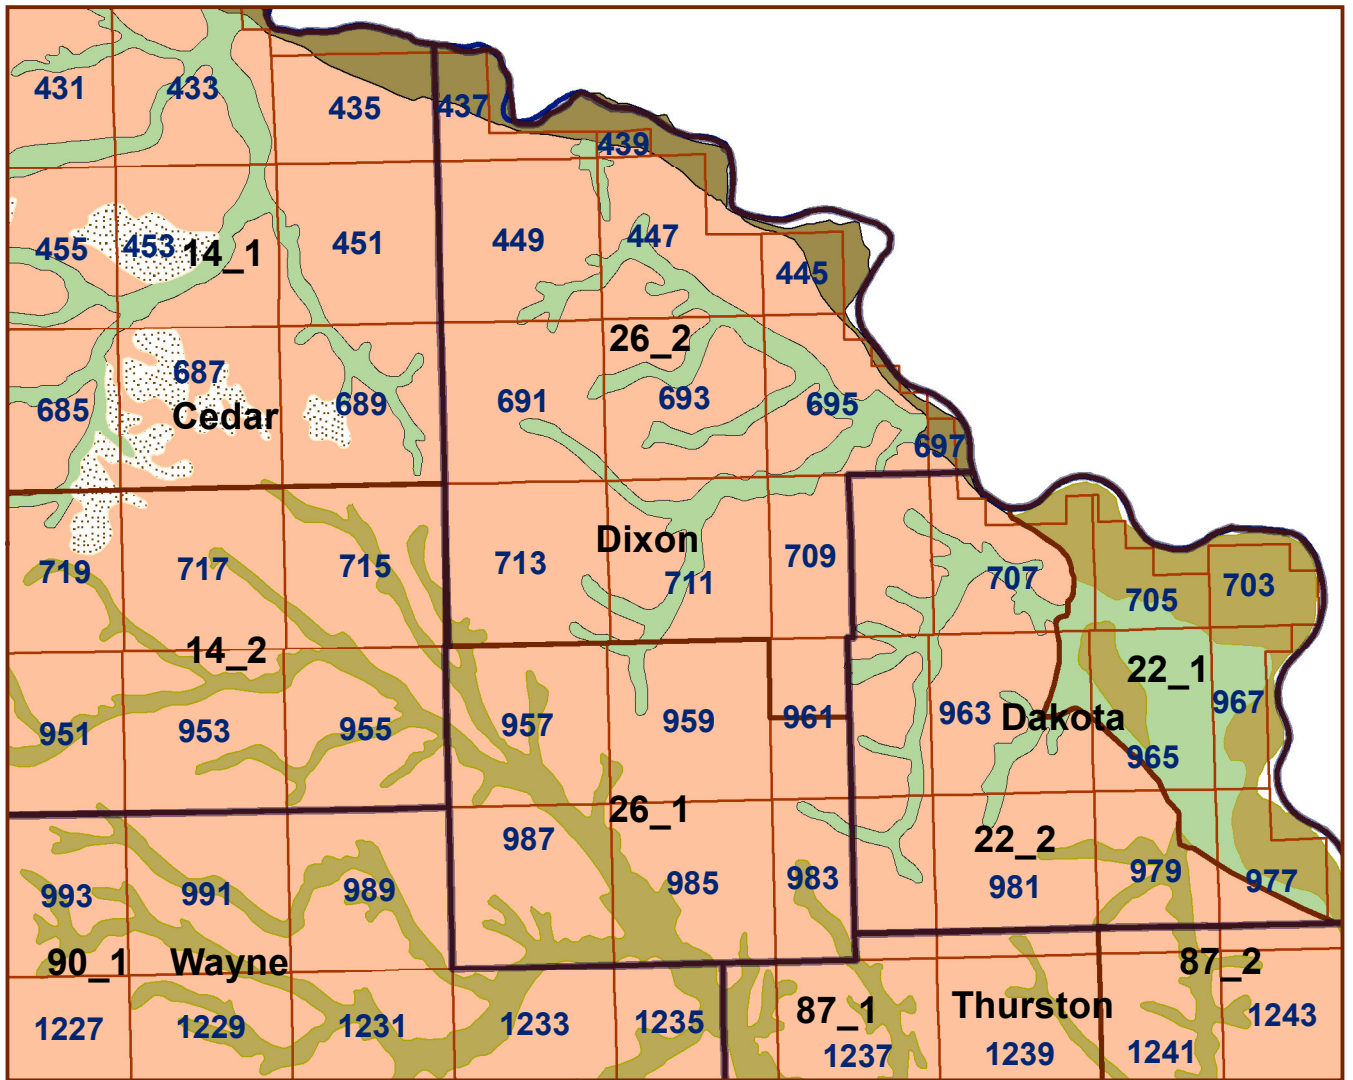 431 433 435 437 439
455 453 14_1 451 449 447 445
26_2
685 687 689 691 693 695 697
Cedar
Dixon
719 717 715 713 711 709 707 705 703
14_2 22_1
951 953 955 957 959 961 963 Dakota 965 967
26_1
987 22_2
993 991 989 985 983 981 979 977
90_1 Wayne 87_2
87_1 Thurston
1227 1229 1231 1233 1235 1237 1239 1241 1243